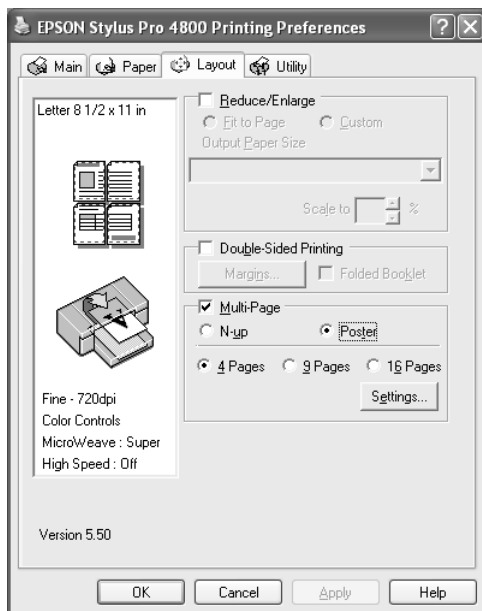 EPSON Stylus Pro 4800 Printing Preferences
Main Paper Layout Utility
Letter 8 1/2 x 11 in
Reduce/Enlarge
Fit to Page Custom
Output Paper Size
Scale to %
Double-Sided Printing
Margins... Folded Booklet
Multi-Page
N-up Poster
4 Pages 9 Pages 16 Pages
Settings...
Fine - 720dpi
Color Controls
MicroWeave : Super
High Speed : Off
Version 5.50
OK Cancel Apply Help